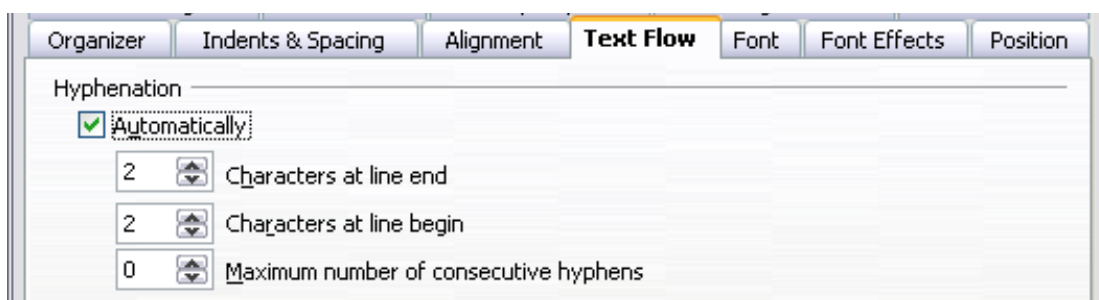 Organizer Indents & Spacing Alignment Text Flow Font Font Effects Position
Hyphenation
Automatically
2 Characters at line end
2 Characters at line begin
0 Maximum number of consecutive hyphens